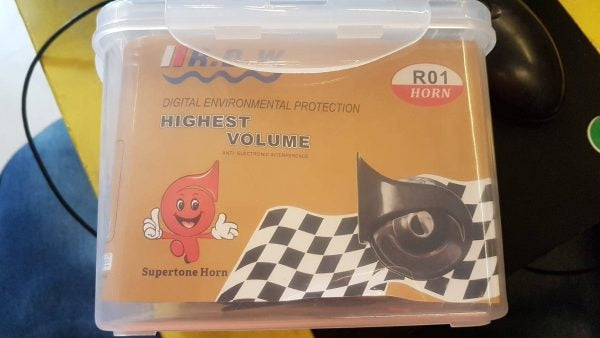 H.R.W
R01
HORN
DIGITAL ENVIRONMENTAL PROTECTION
HIGHEST
VOLUME
ANTI- ELECTRONIC INTERFERENCE
Supertone Horn